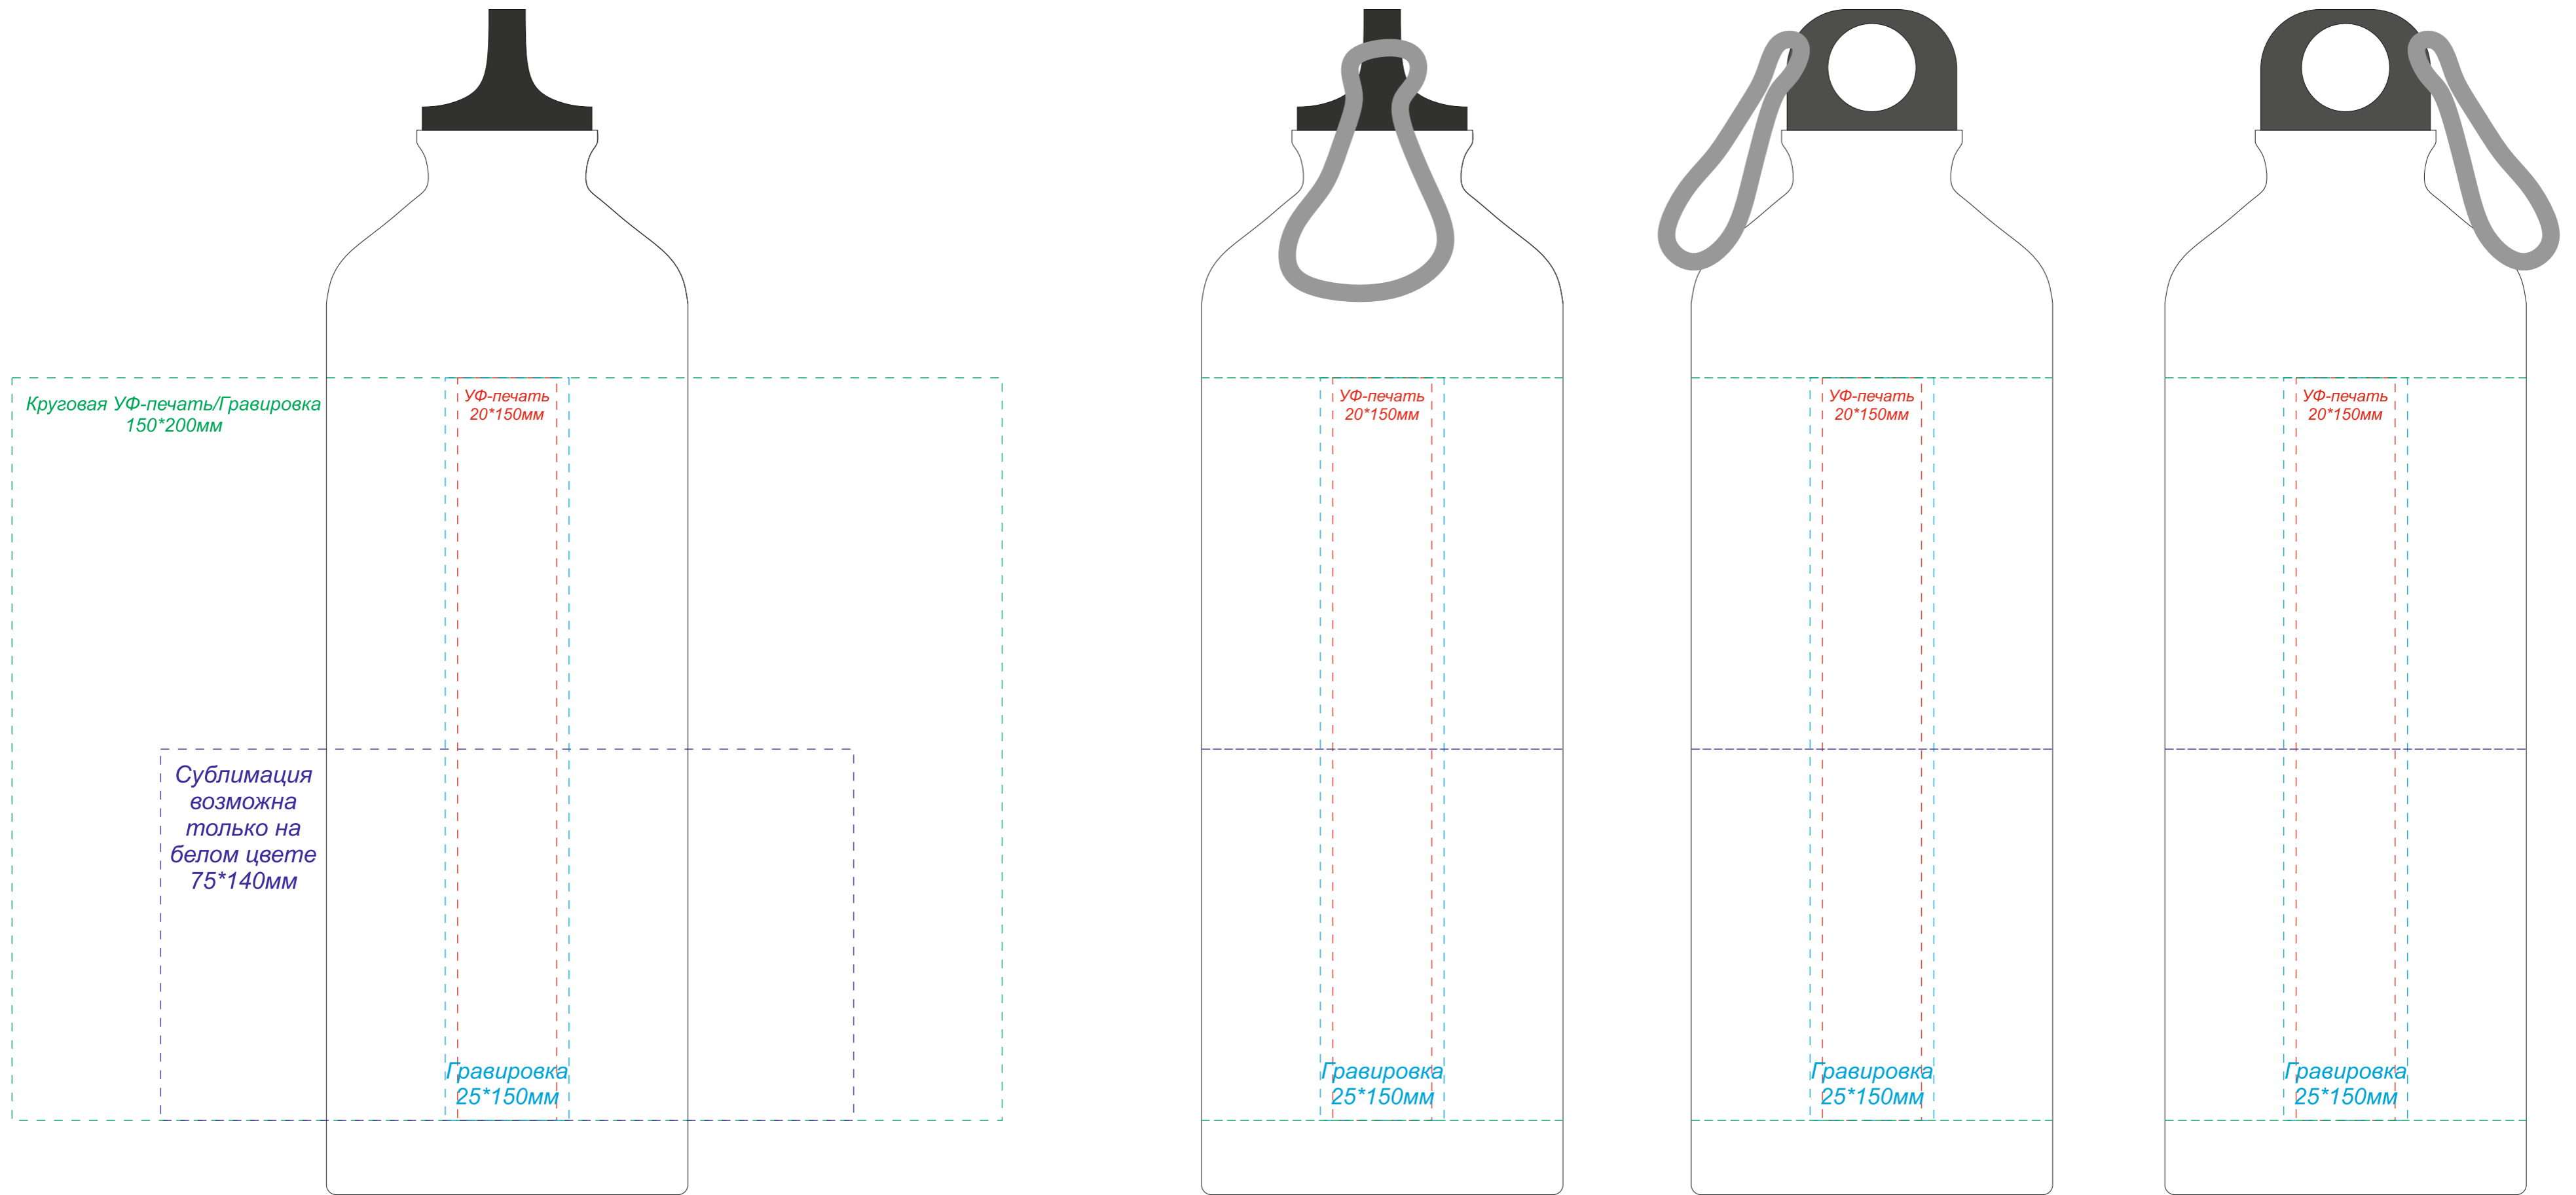 Круговая УФ-печать/Гравировка
150*200мм
УФ-печать
20*150мм
УФ-печать
20*150мм
УФ-печать
20*150мм
УФ-печать
20*150мм
Сублимация
возможна
только на
белом цвете
75*140мм
Гравировка
25*150мм
Гравировка
25*150мм
Гравировка
25*150мм
Гравировка
25*150мм